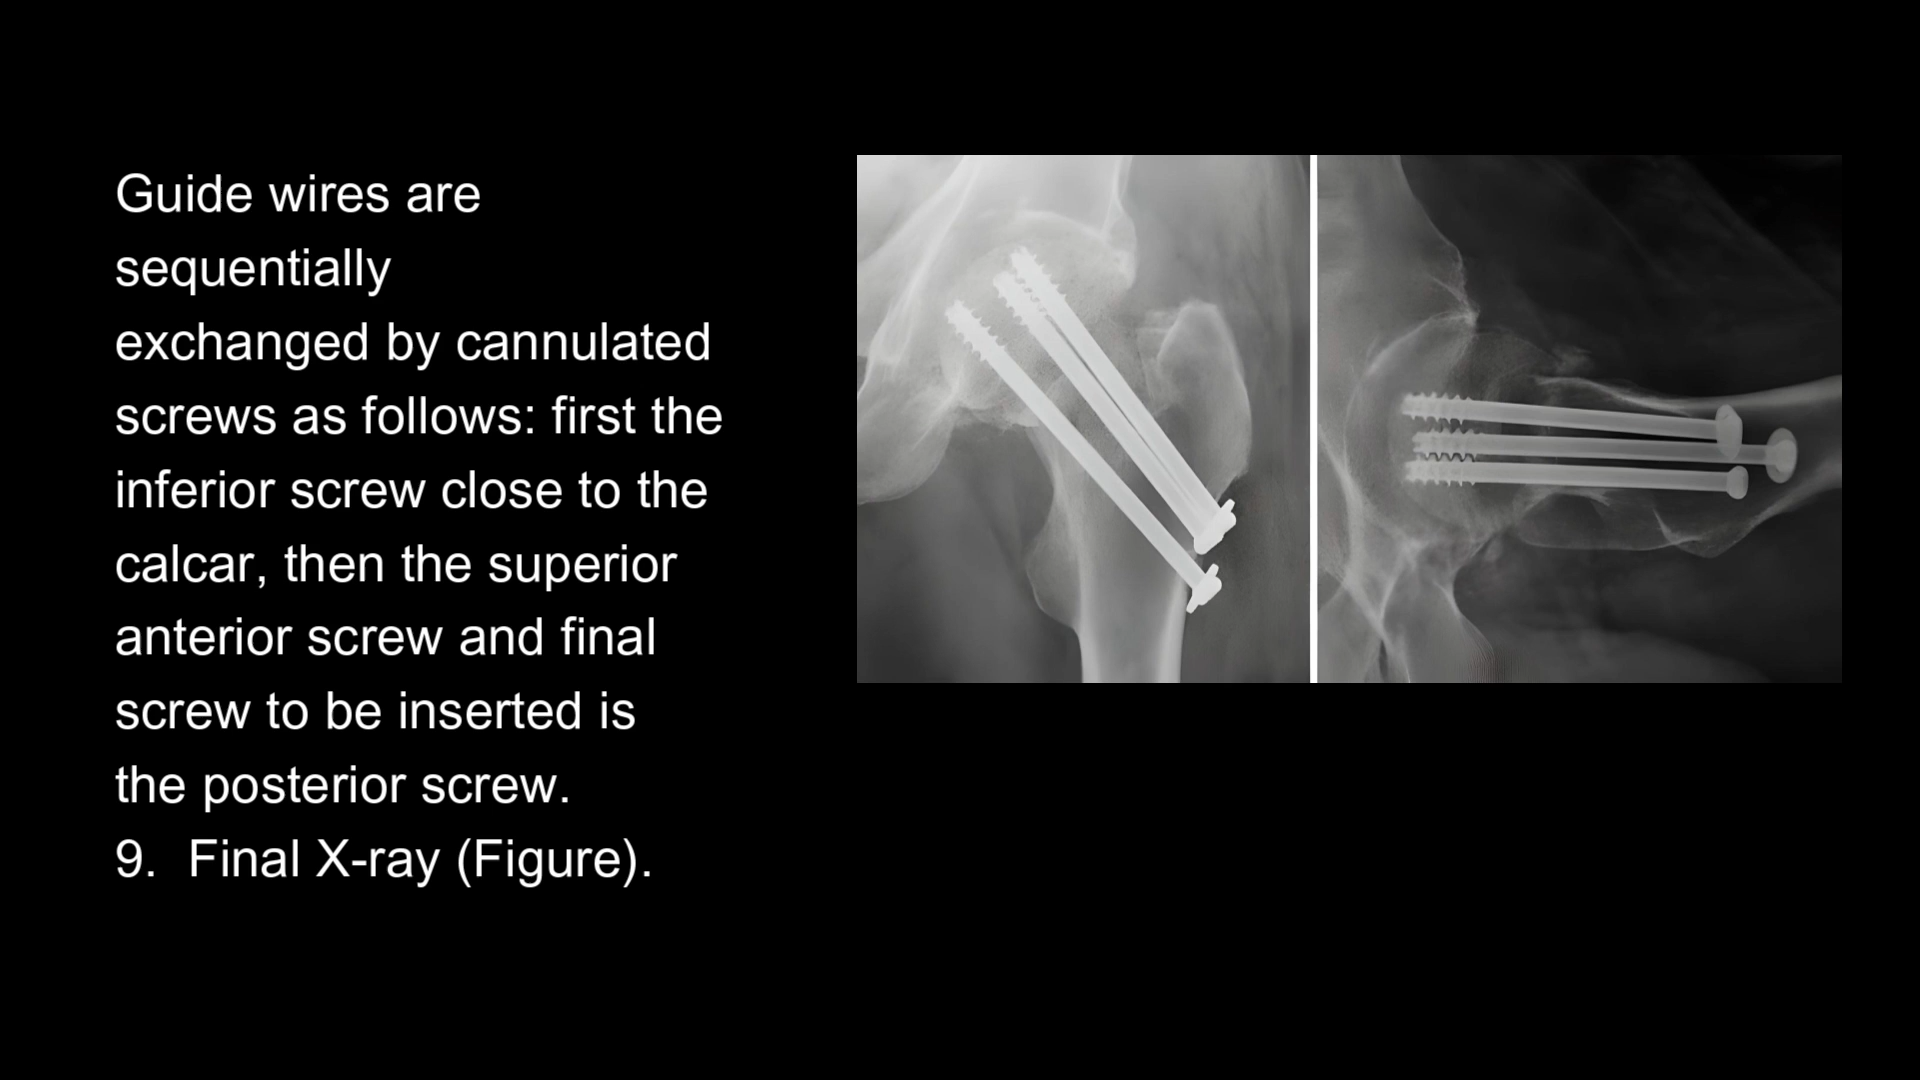 Guide wires are
sequentially
exchanged by cannulated
screws as follows: first the
inferior screw close to the
calcar, then the superior
anterior screw and final
screw to be inserted is
the posterior screw.
9. Final X-ray (Figure).